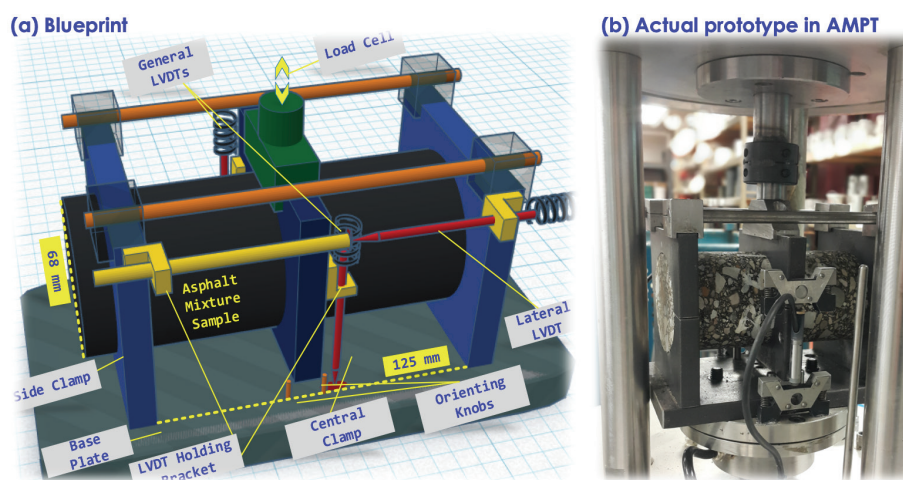 (a) Blueprint
(b) Actual prototype in AMPT
Load Cell
General
LVDTs
68 mm
Asphalt
Mixture
Sample
Lateral
LVDT
Side Clamp
125 mm
Orienting
Knobs
Central
Clamp
Base
Plate
LVDT Holding
Bracket